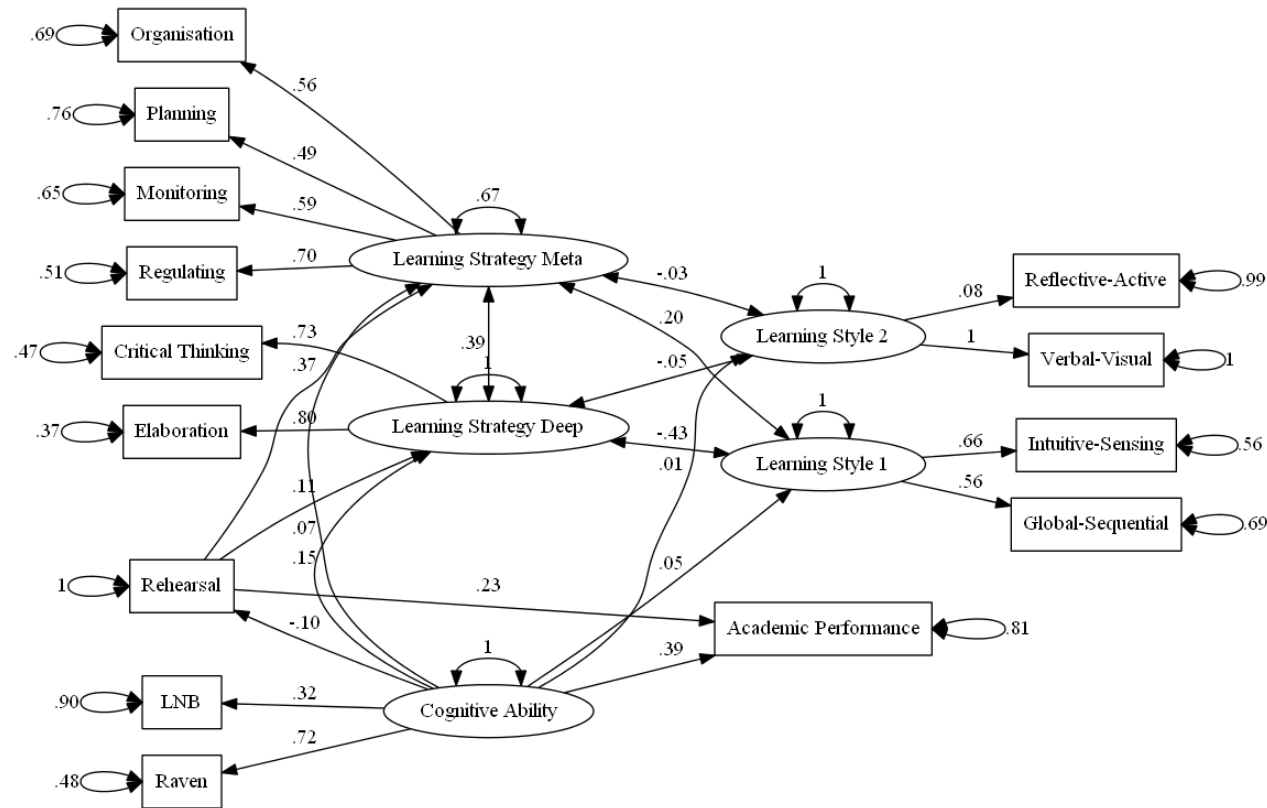 .69 Organisation
.56
.76 Planning
.49
.65 Monitoring
.59
.67
Learning Strategy Meta
.51 Regulating
.70
-.03
1
.08
Reflective-Active .99
.20
Learning Style 2
1
Verbal-Visual 1
.47 Critical Thinking
.73
.37
.39
1
-.05
Learning Strategy Deep
.37 Elaboration
.80
-.43
.01
1
Learning Style 1
.66
Intuitive-Sensing .56
.56
Global-Sequential .69
.11
.07
.15
.05
1 Rehearsal
.23
-.10
1
.39
Academic Performance .81
Cognitive Ability
.90 LNB
.32
.72
.48 Raven